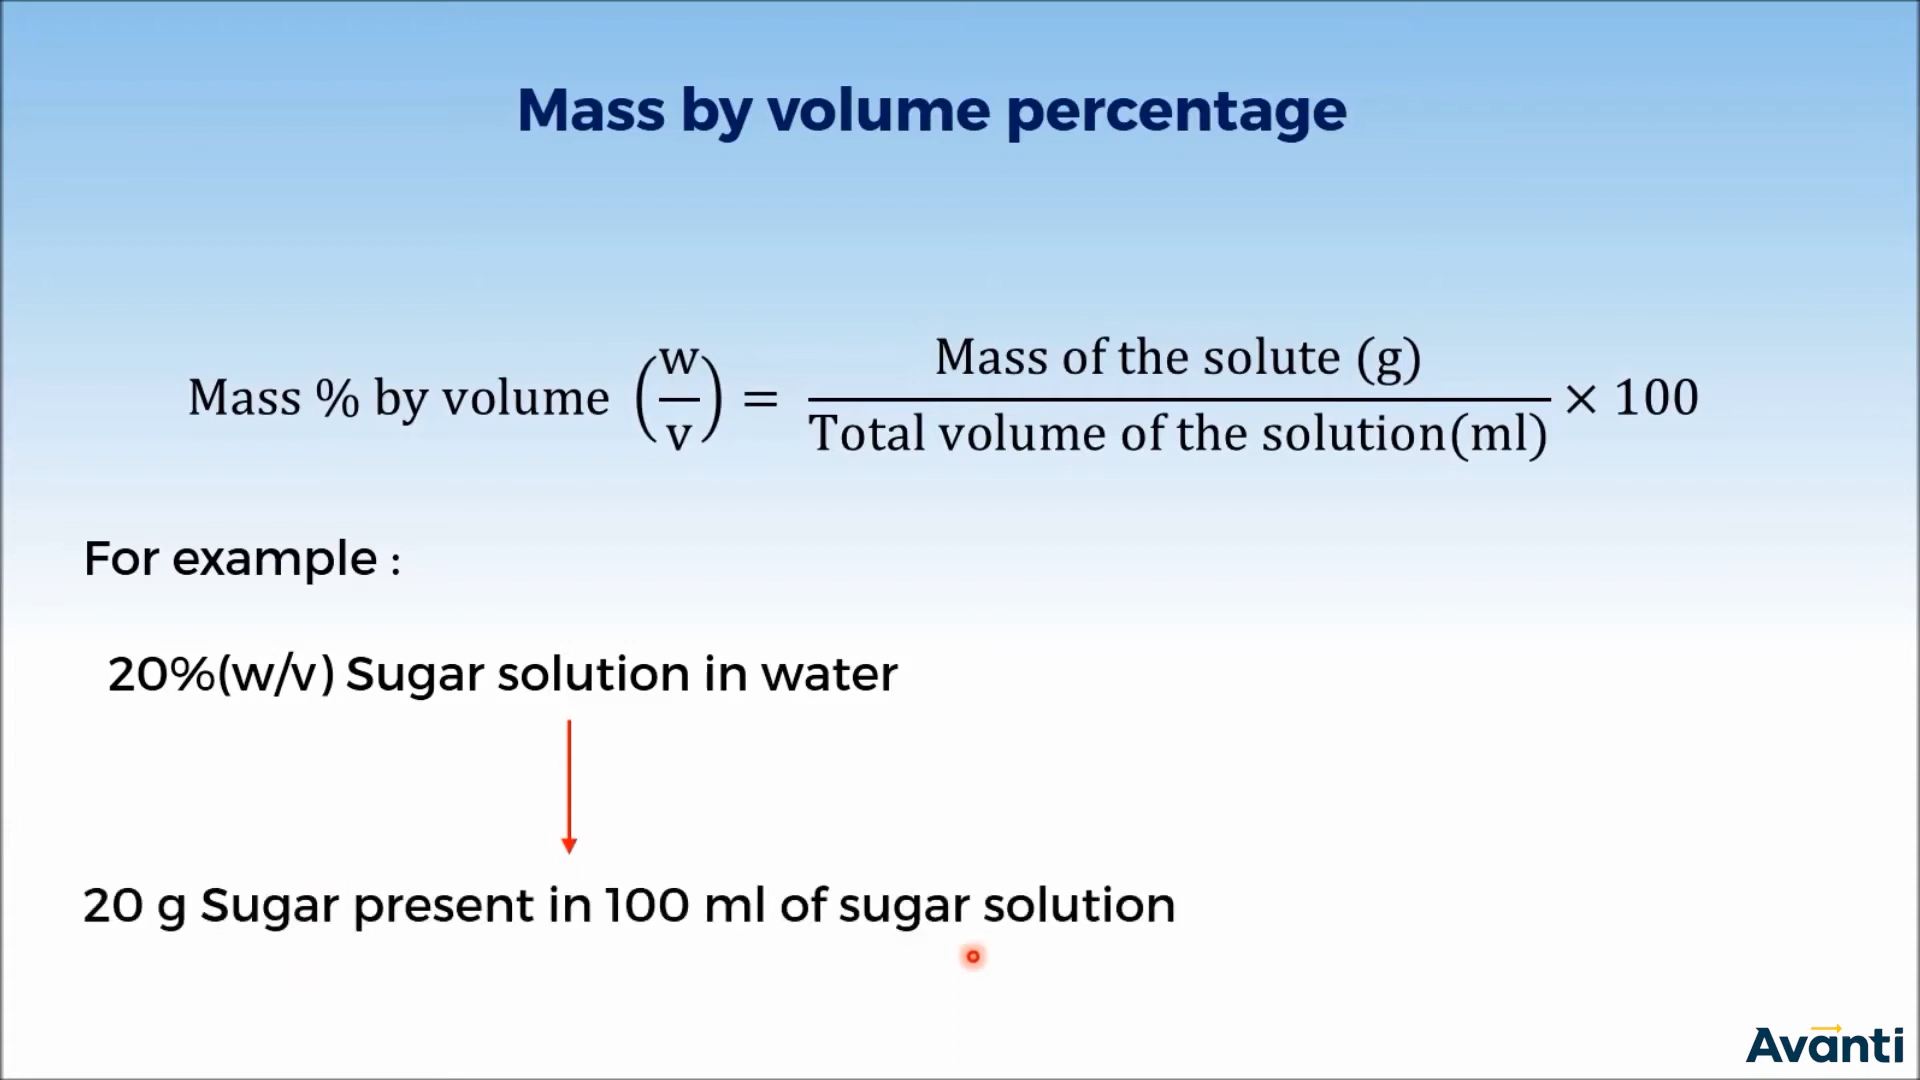 Mass by volume percentage
Mass % by volume (w/v) = Mass of the solute (g) / Total volume of the solution(ml) × 100
For example :
20%(w/v) Sugar solution in water
20 g Sugar present in 100 ml of sugar solution
Avanti